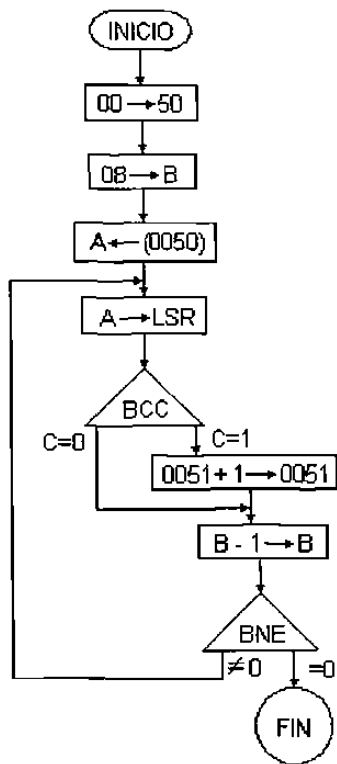 INICIO
00→50
08→B
A←(0050)
A→LSR
BCC
C=0
C=1
0051+1→0051
B-1→B
BNE
≠0
=0
FIN